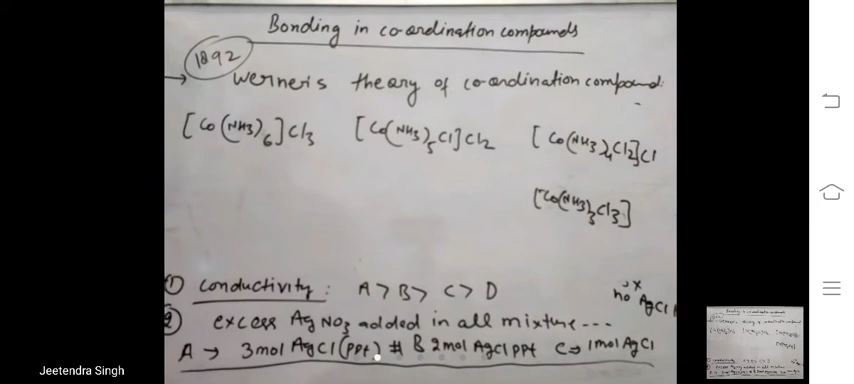 Bonding in co-ordination compounds
1892
→ Werner's theory of co-ordination compound.
[Co(NH3)6]Cl3 [Co(NH3)5Cl]Cl2 [Co(NH3)4Cl2]Cl
[Co(NH3)3Cl3]
① conductivity: A > B > C > D
no AgCl
② excess AgNO3 added in all mixture ---
A → 3mol AgCl (ppt) # B 2mol AgCl ppt C → 1mol AgCl
Jeetendra Singh